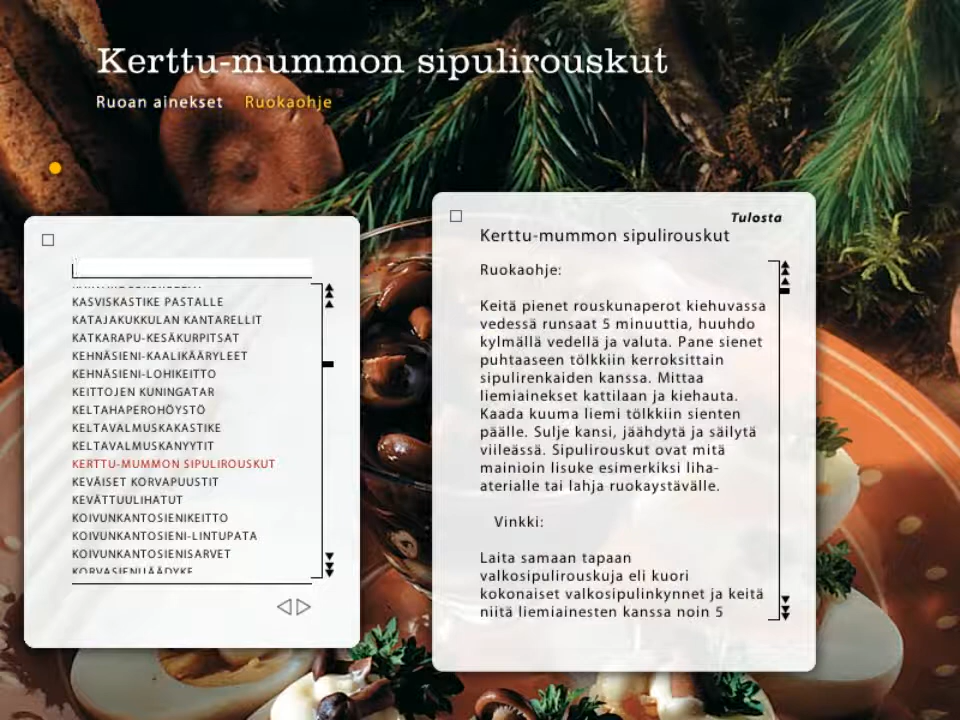 Kerttu-mummon sipulirouskut
Ruoan ainekset Ruokaohje
KASVISKASTIKE PASTALLE
KATAJAKUKKULAN KANTARELLIT
KATKARAPU-KESÄKURPITSAT
KEHNÄSIENI-KAALIKÄÄRYLEET
KEHNÄSIENI-LOHIKEITTO
KEITTOJEN KUNINGATAR
KELTAHAPEROHÖYSTÖ
KELTAVALMUSKAKASTIKE
KELTAVALMUSKANYYTIT
KERTTU-MUMMON SIPULIROUSKUT
KEVÄISET KORVAPUUSTIT
KEVÄTTUULIHATUT
KOIVUNKANTOSIENIKEITTO
KOIVUNKANTOSIENI-LINTUPATA
KOIVUNKANTOSIENISARVET
KORVASIENIJÄÄDYKE
Tulosta
Kerttu-mummon sipulirouskut
Ruokaohje:
Keitä pienet rouskunaperot kiehuvassa
vedessä runsaat 5 minuuttia, huuhdo
kylmällä vedellä ja valuta. Pane sienet
puhtaaseen tölkkiin kerroksittain
sipulirenkaiden kanssa. Mittaa
liemiainekset kattilaan ja kiehauta.
Kaada kuuma liemi tölkkiin sienten
päälle. Sulje kansi, jäähdytä ja säilytä
viileässä. Sipulirouskut ovat mitä
mainioin lisuke esimerkiksi liha-
aterialle tai lahja ruokaystävälle.
Vinkki:
Laita samaan tapaan
valkosipulirouskuja eli kuori
kokonaiset valkosipulinkynnet ja keitä
niitä liemiainesten kanssa noin 5